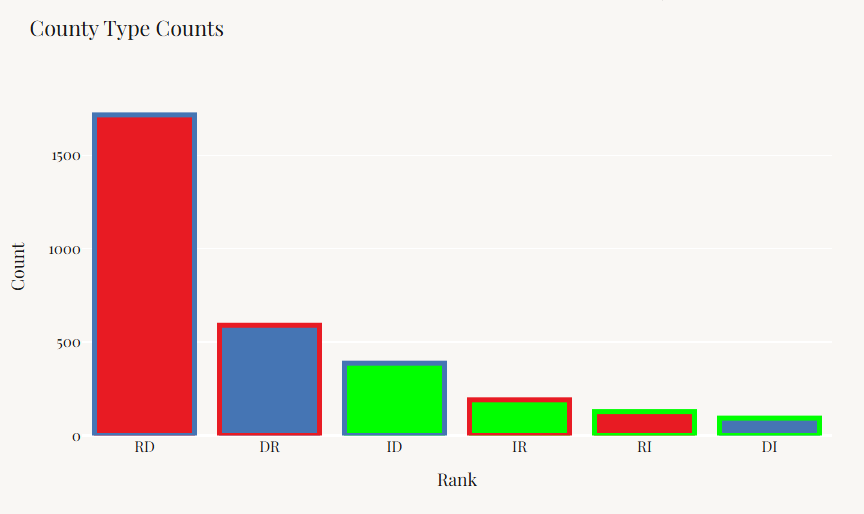 County Type Counts
1500
1000
500
0
Count
RD DR ID IR RI DI
Rank